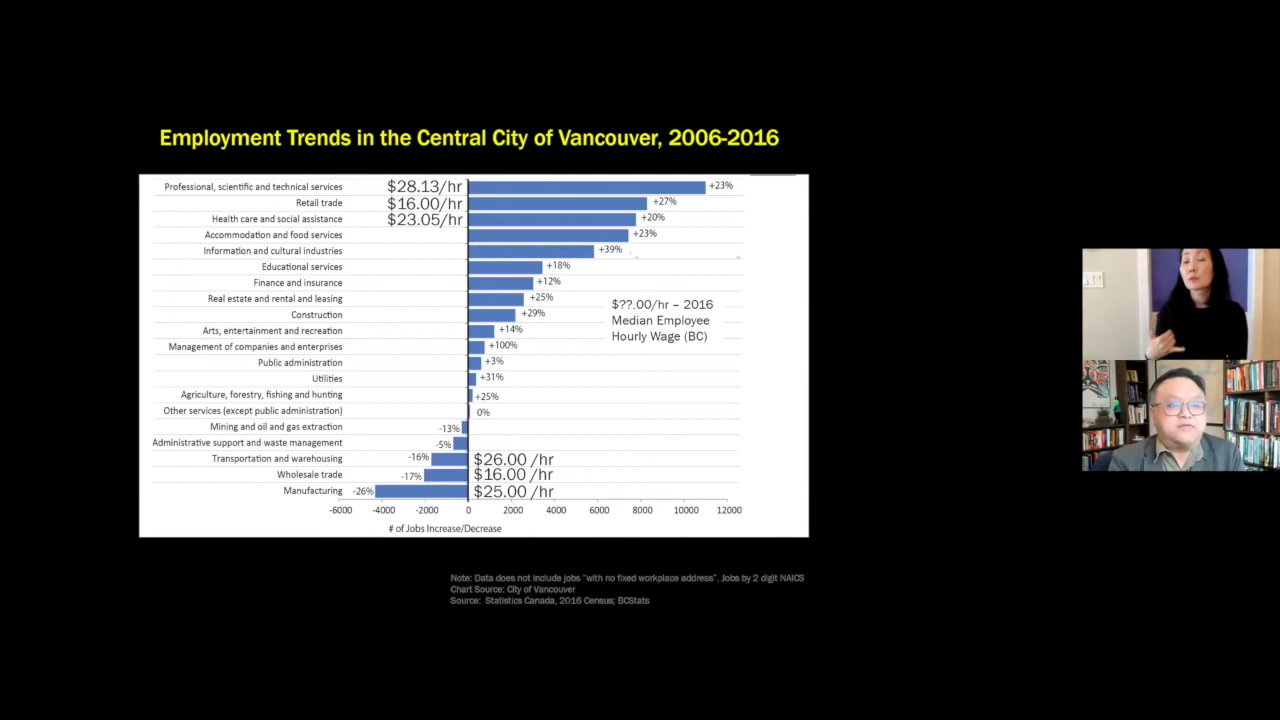 Employment Trends in the Central City of Vancouver, 2006-2016
Professional, scientific and technical services $28.13/hr +23%
Retail trade $16.00/hr +27%
Health care and social assistance $23.05/hr +20%
Accommodation and food services +23%
Information and cultural industries +39%
Educational services +18%
Finance and insurance +12%
Real estate and rental and leasing +25%
Construction +29%
Arts, entertainment and recreation +14%
Management of companies and enterprises +100%
Public administration +3%
Utilities +31%
Agriculture, forestry, fishing and hunting +25%
Other services (except public administration) 0%
Mining and oil and gas extraction -13%
Administrative support and waste management -5%
Transportation and warehousing -16% $26.00 /hr
Wholesale trade -17% $16.00 /hr
Manufacturing -26% $25.00 /hr
$??.00/hr – 2016
Median Employee
Hourly Wage (BC)
-6000 -4000 -2000 0 2000 4000 6000 8000 10000 12000
# of Jobs Increase/Decrease
Note: Data does not include jobs "with no fixed workplace address". Jobs by 2 digit NAICS
Chart Source: City of Vancouver
Source: Statistics Canada, 2016 Census; BCStats